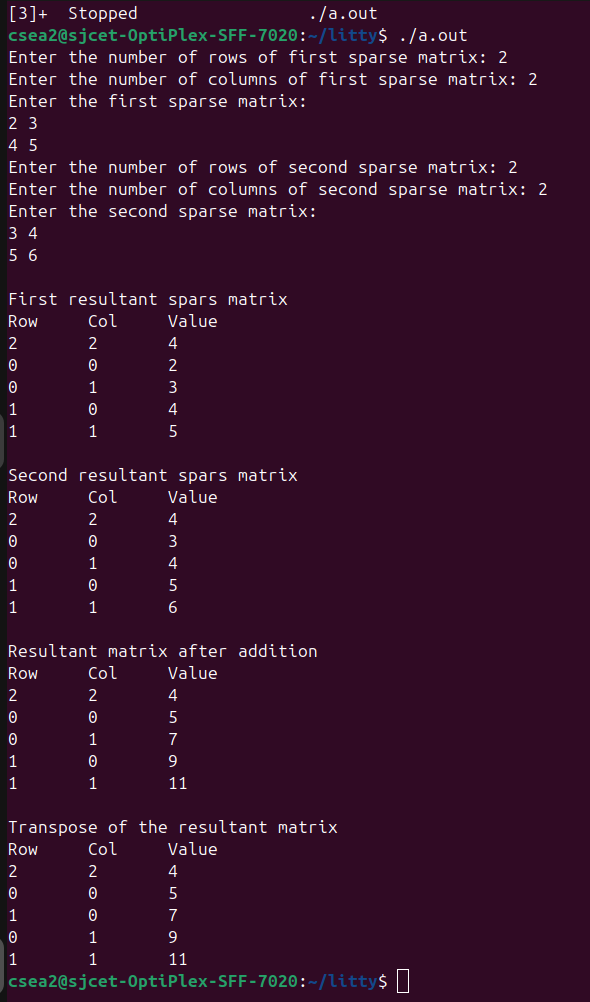 [3]+  Stopped                 ./a.out
csea2@sjcet-OptiPlex-SFF-7020:~/litty$ ./a.out
Enter the number of rows of first sparse matrix: 2
Enter the number of columns of first sparse matrix: 2
Enter the first sparse matrix:
2 3
4 5
Enter the number of rows of second sparse matrix: 2
Enter the number of columns of second sparse matrix: 2
Enter the second sparse matrix:
3 4
5 6

First resultant spars matrix
Row     Col     Value
2       2       4
0       0       2
0       1       3
1       0       4
1       1       5

Second resultant spars matrix
Row     Col     Value
2       2       4
0       0       3
0       1       4
1       0       5
1       1       6

Resultant matrix after addition
Row     Col     Value
2       2       4
0       0       5
0       1       7
1       0       9
1       1       11

Transpose of the resultant matrix
Row     Col     Value
2       2       4
0       0       5
1       0       7
0       1       9
1       1       11
csea2@sjcet-OptiPlex-SFF-7020:~/litty$